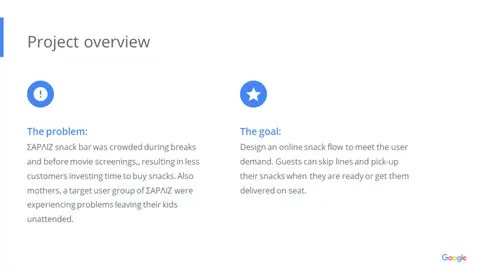 Project overview
The problem:
ΣΑΡΛΙΖ snack bar was crowded during breaks
and before movie screenings,, resulting in less
customers investing time to buy snacks. Also
mothers, a target user group of ΣΑΡΛΙΖ were
experiencing problems leaving their kids
unattended.
The goal:
Design an online snack flow to meet the user
demand. Guests can skip lines and pick-up
their snacks when they are ready or get them
delivered on seat.
Google